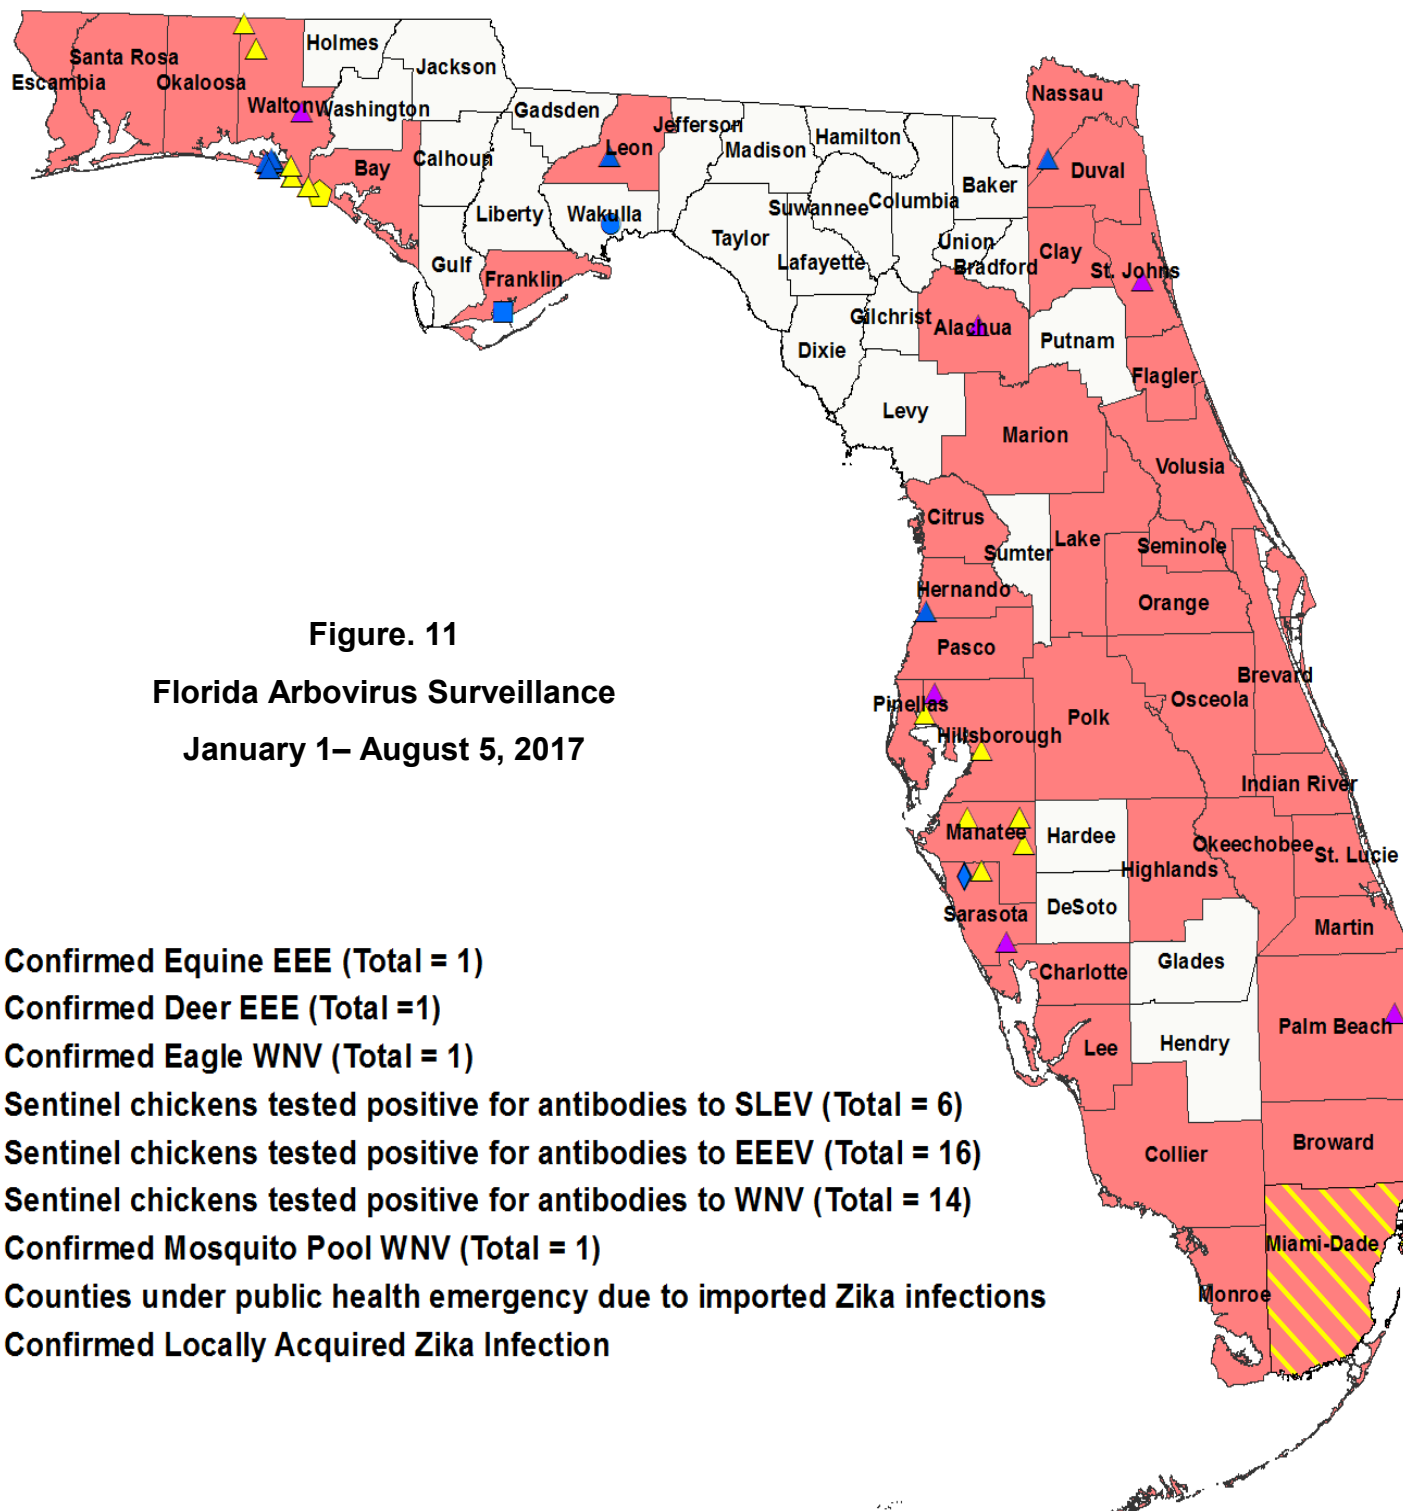 Holmes
Jackson
Santa Rosa
Escambia
Okaloosa
Walton
Washington
Gadsden
Jefferson
Leon
Madison
Hamilton
Nassau
Calhoun
Bay
Duval
Baker
Liberty
Wakulla
Suwannee
Columbia
Taylor
Union
Lafayette
Bradford
Clay
St. Johns
Gulf
Franklin
Gilchrist
Alachua
Putnam
Dixie
Flagler
Levy
Marion
Volusia
Citrus
Sumter
Lake
Seminole
Hernando
Orange
Figure. 11
Florida Arbovirus Surveillance
January 1– August 5, 2017
Pasco
Brevard
Pinellas
Osceola
Polk
Hillsborough
Indian River
Manatee
Hardee
Okeechobee
St. Lucie
Highlands
Sarasota
DeSoto
Martin
Glades
Charlotte
Palm Beach
Lee
Hendry
Broward
Collier
Miami-Dade
Monroe
Confirmed Equine EEE (Total = 1)
Confirmed Deer EEE (Total =1)
Confirmed Eagle WNV (Total = 1)
Sentinel chickens tested positive for antibodies to SLEV (Total = 6)
Sentinel chickens tested positive for antibodies to EEEV (Total = 16)
Sentinel chickens tested positive for antibodies to WNV (Total = 14)
Confirmed Mosquito Pool WNV (Total = 1)
Counties under public health emergency due to imported Zika infections
Confirmed Locally Acquired Zika Infection